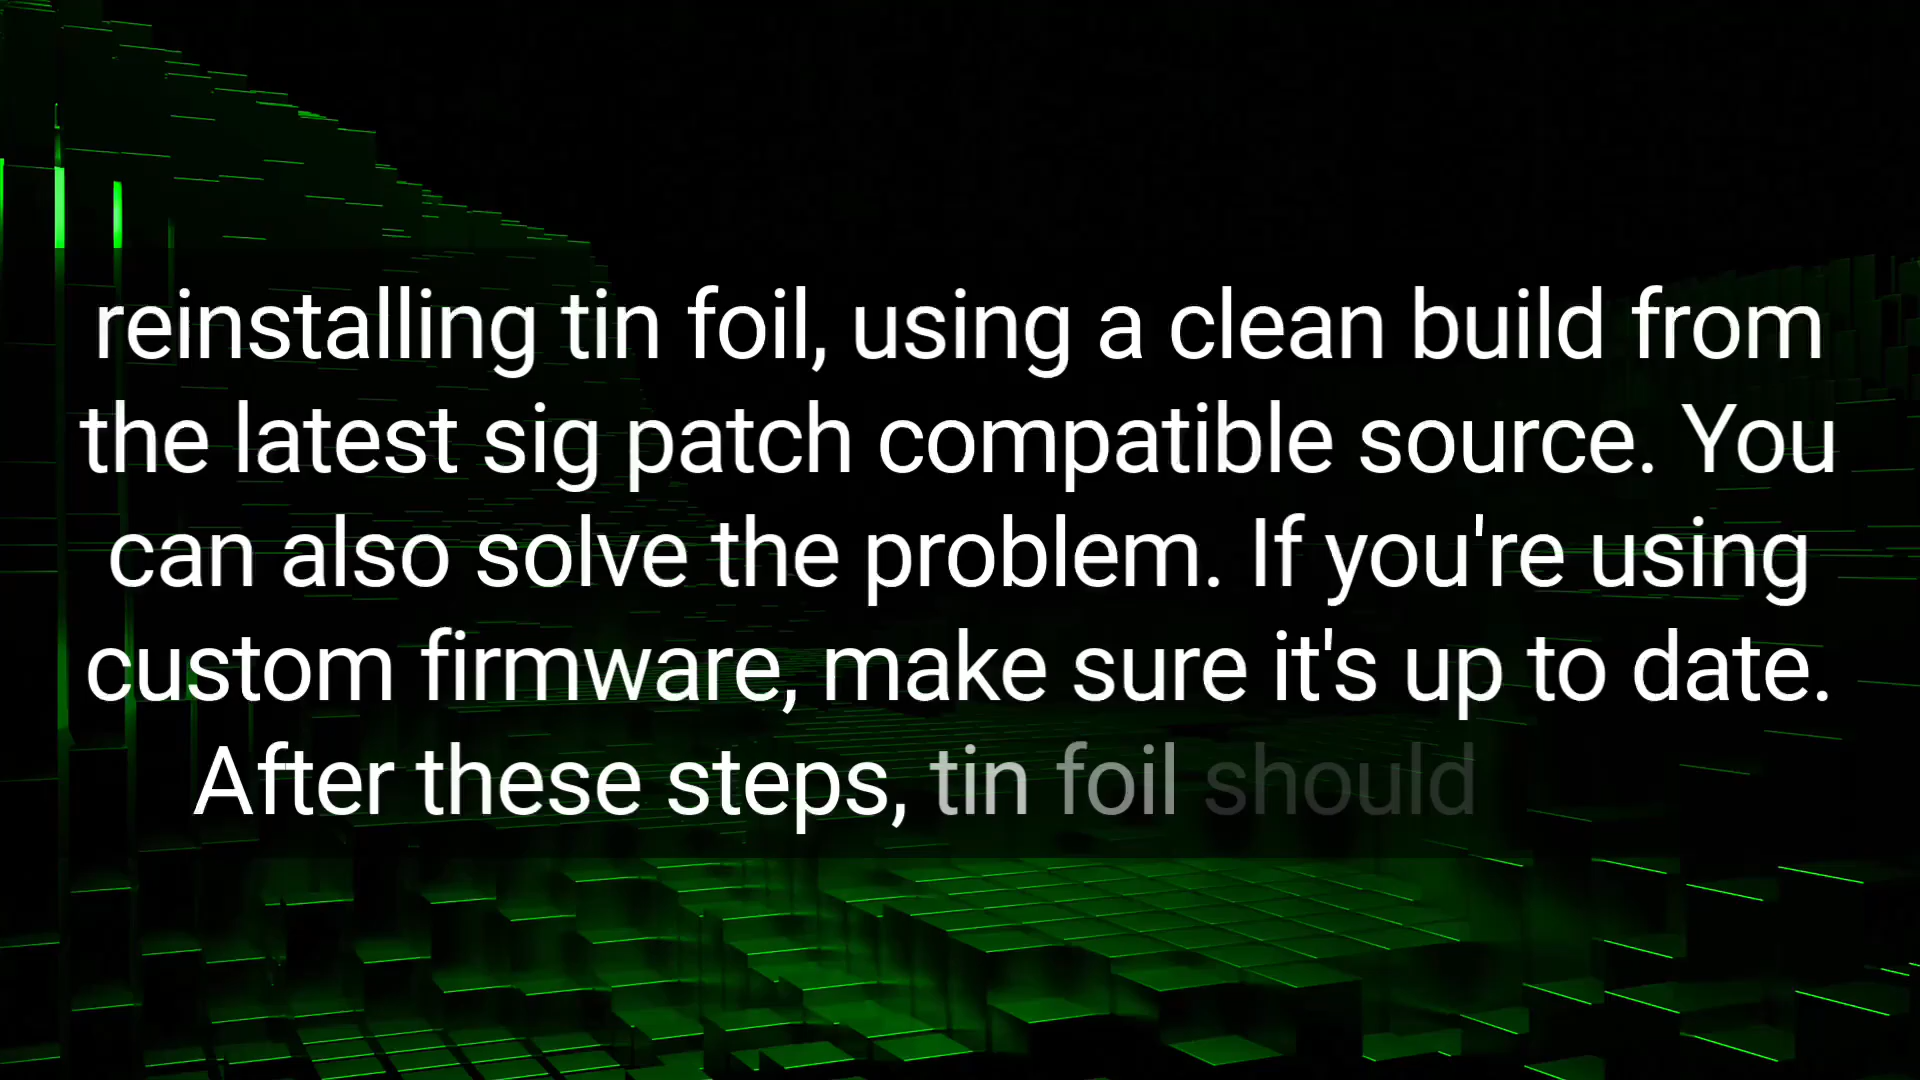 reinstalling tin foil, using a clean build from
the latest sig patch compatible source. You
can also solve the problem. If you're using
custom firmware, make sure it's up to date.
After these steps, tin foil should